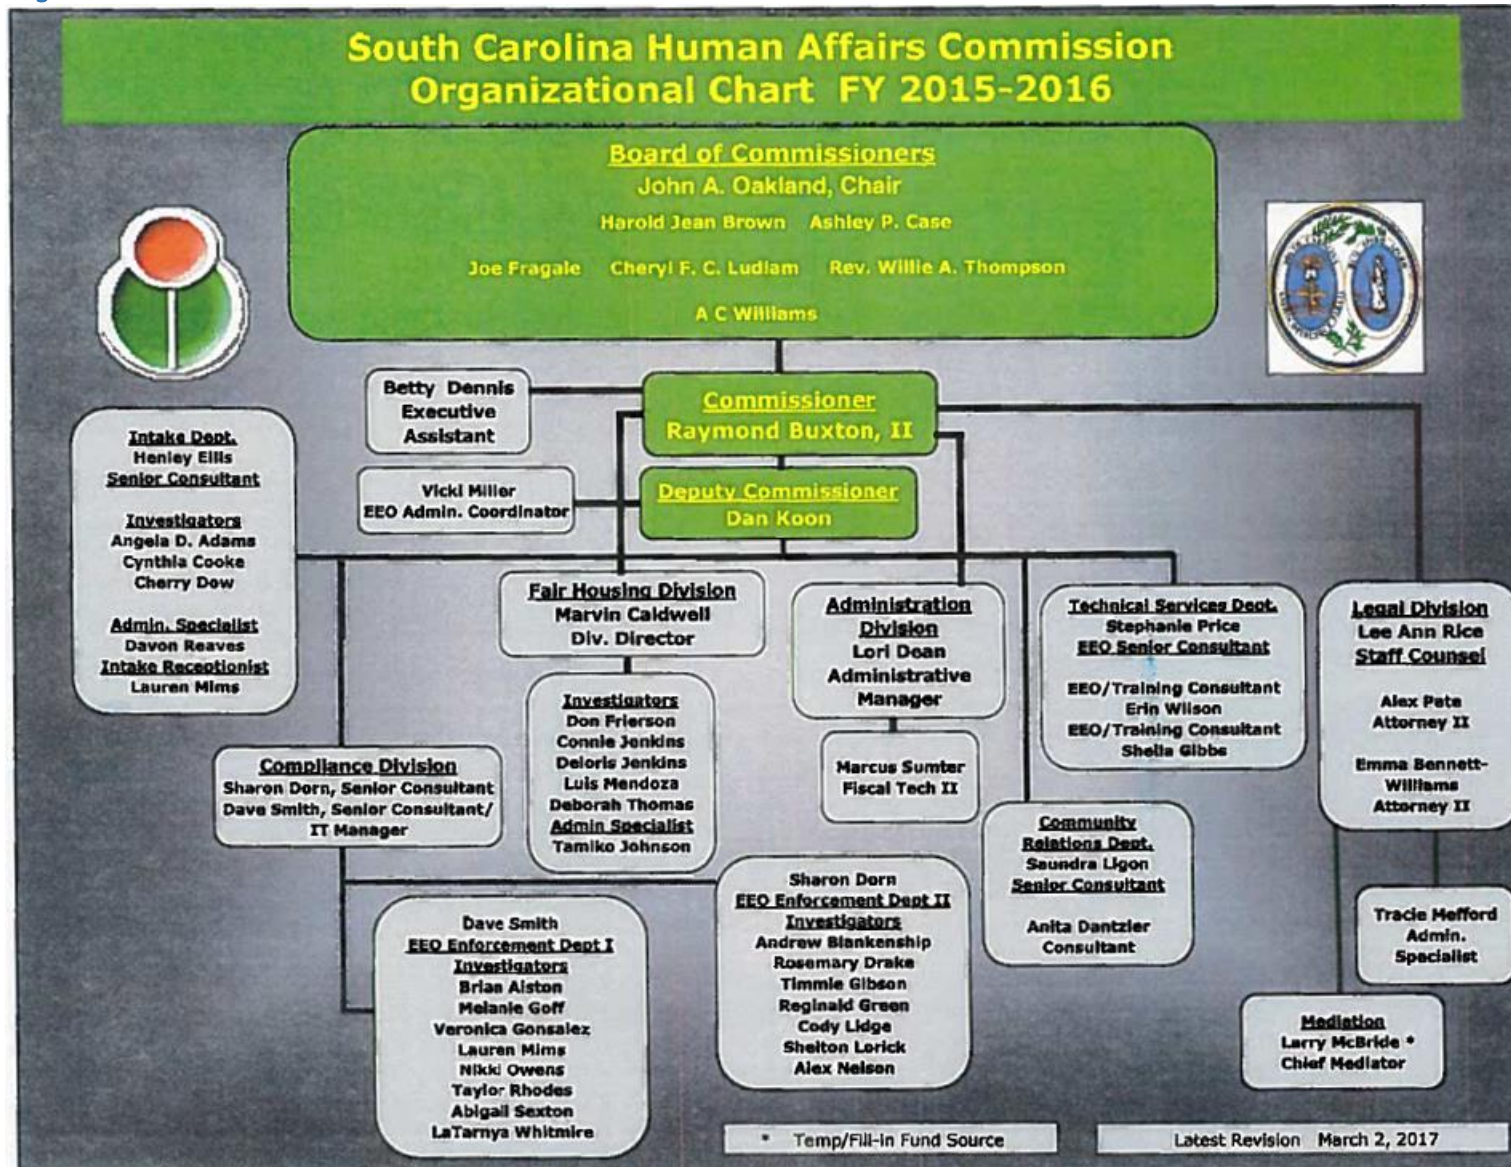 South Carolina Human Affairs Commission
Organizational Chart FY 2015-2016
Board of Commissioners
John A. Oakland, Chair
Harold Jean Brown Ashley P. Case
Joe Fragale Cheryl F. C. Ludlam Rev. Willie A. Thompson
A C Williams
Betty Dennis
Executive
Assistant
Commissioner
Raymond Buxton, II
Vicki Miller
EEO Admin. Coordinator
Deputy Commissioner
Dan Koon
Intake Dept.
Henley Ellis
Senior Consultant
Investigators
Angela D. Adams
Cynthia Cooke
Cherry Dow
Admin. Specialist
Davon Reaves
Intake Receptionist
Lauren Mims
Fair Housing Division
Marvin Caldwell
Div. Director
Investigators
Don Frierson
Connie Jenkins
Deloris Jenkins
Luis Mendoza
Deborah Thomas
Admin Specialist
Tamiko Johnson
Administration
Division
Lori Dean
Administrative
Manager
Marcus Sumter
Fiscal Tech II
Technical Services Dept.
Stephanie Price
EEO Senior Consultant
EEO/Training Consultant
Erin Wilson
EEO/Training Consultant
Sheila Gibbs
Legal Division
Lee Ann Rice
Staff Counsel
Alex Pate
Attorney II
Emma Bennett-
Williams
Attorney II
Compliance Division
Sharon Dorn, Senior Consultant
Dave Smith, Senior Consultant/
IT Manager
Community
Relations Dept.
Saundra Ligon
Senior Consultant
Anita Dantzler
Consultant
Dave Smith
EEO Enforcement Dept I
Investigators
Brian Alston
Melanie Goff
Veronica Gonsalez
Lauren Mims
Nikki Owens
Taylor Rhodes
Abigail Sexton
LaTarnya Whitmire
Sharon Dorn
EEO Enforcement Dept II
Investigators
Andrew Blankenship
Rosemary Drake
Timmie Gibson
Reginald Green
Cody Lidge
Shelton Lorick
Alex Nelson
Tracie Mefford
Admin.
Specialist
Mediation
Larry McBride *
Chief Mediator
* Temp/Fill-in Fund Source
Latest Revision March 2, 2017